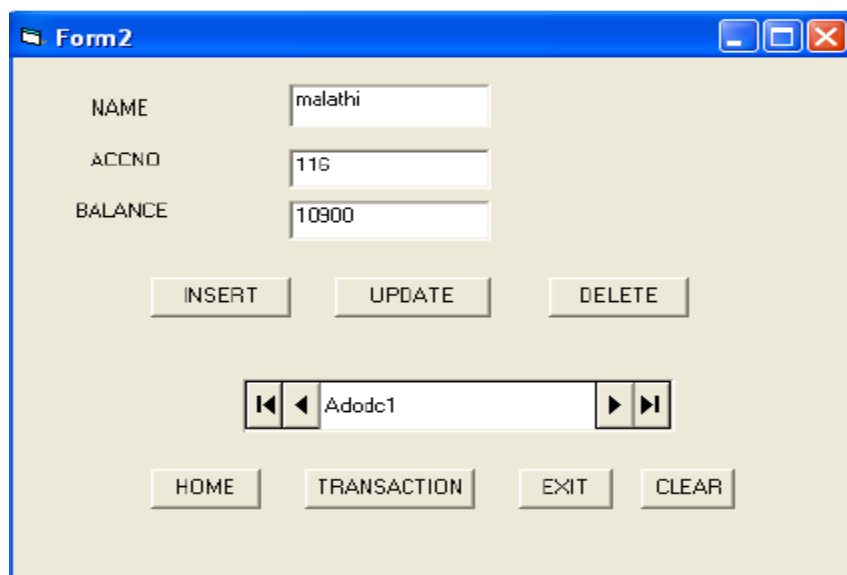 Form2
NAME malathi
ACCNO 116
BALANCE 10900
INSERT UPDATE DELETE
Adodc1
HOME TRANSACTION EXIT CLEAR